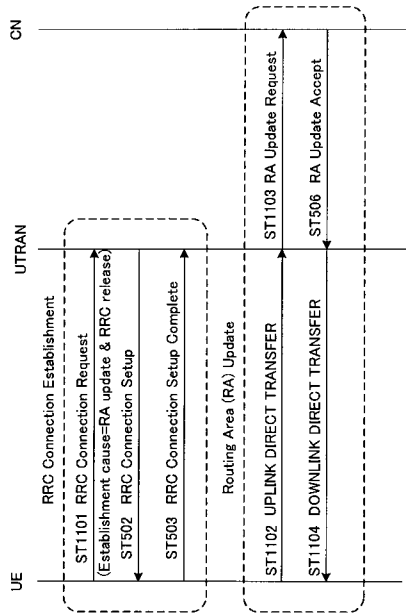 UE
UTRAN
CN
RRC Connection Establishment
ST1101 RRC Connection Request
(Establishment cause=RA update & RRC release)
ST502 RRC Connection Setup
ST503 RRC Connection Setup Complete
Routing Area (RA) Update
ST1102 UPLINK DIRECT TRANSFER
ST1103 RA Update Request
ST506 RA Update Accept
ST1104 DOWNLINK DIRECT TRANSFER